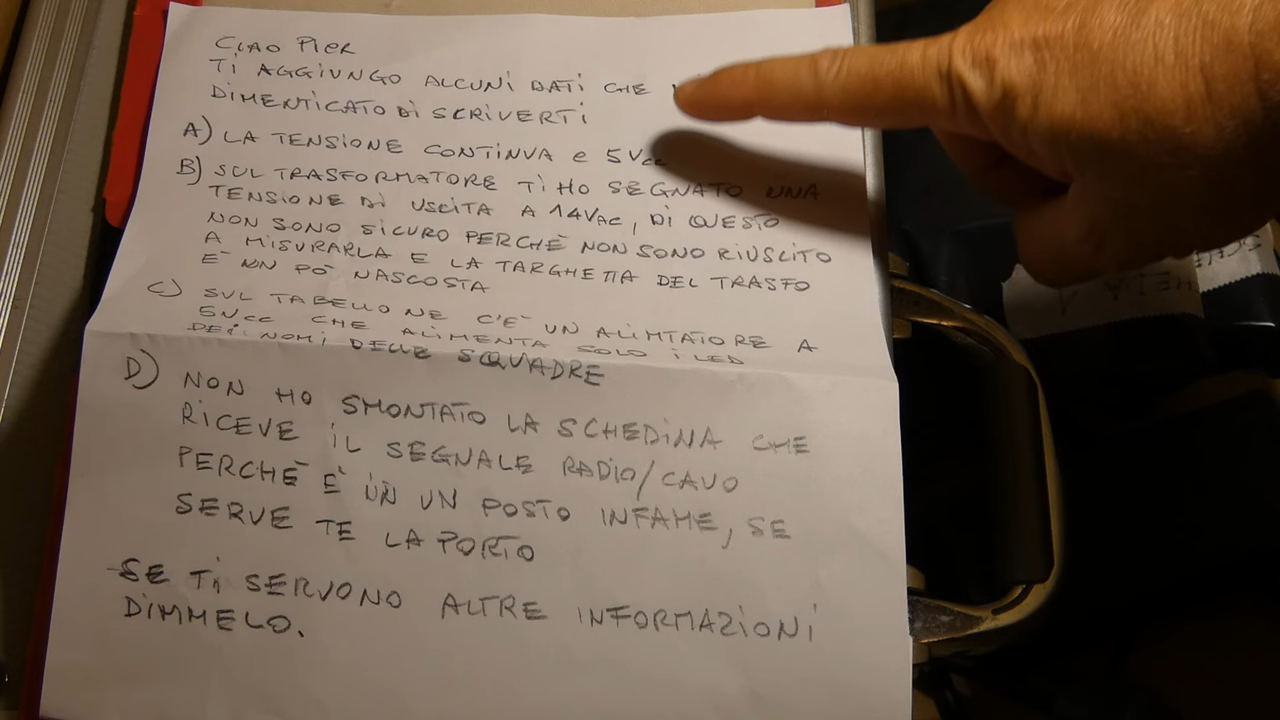 CIAO PIER
TI AGGIUNGO ALCUNI DATI CHE
DIMENTICATO DI SCRIVERTI
A) LA TENSIONE CONTINUA e 5Vcc
B) SUL TRASFORMATORE TI HO SEGNATO UNA
TENSIONE DI USCITA A 14VAC, DI QUESTO
NON SONO SICURO PERCHÈ NON SONO RIUSCITO
A MISURARLA E LA TARGHETTA DEL TRASFO
E' UN PO' NASCOSTA
C) SUL TABELLONE C'E' UN ALIMTATORE A
5Vcc CHE ALIMENTA SOLO i LED
DEI NOMI DELLE SQUADRE
D) NON HO SMONTATO LA SCHEDINA CHE
RICEVE IL SEGNALE RADIO/CAVO
PERCHÈ E' IN UN POSTO INFAME, SE
SERVE TE LA PORTO
SE TI SERVONO ALTRE INFORMAZIONI
DIMMELO.